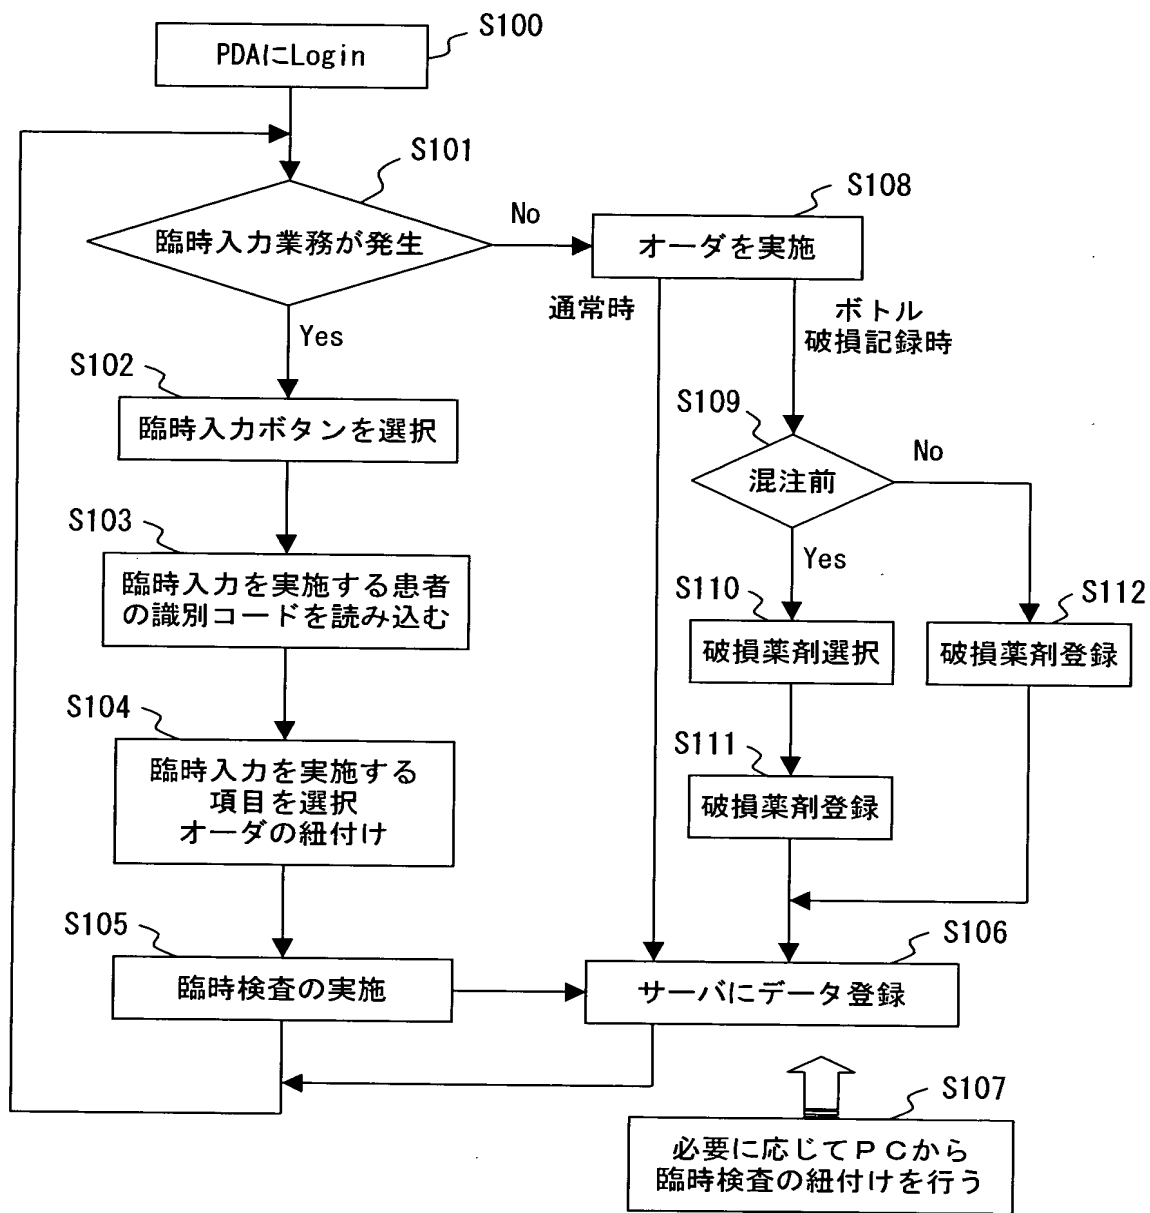 S100
PDAにLogin
S101
臨時入力業務が発生
No
Yes
S108
オーダを実施
通常時
ボトル
破損記録時
S102
臨時入力ボタンを選択
S109
混注前
No
Yes
S103
臨時入力を実施する患者
の識別コードを読み込む
S110
破損薬剤選択
S112
破損薬剤登録
S104
臨時入力を実施する
項目を選択
オーダの紐付け
S111
破損薬剤登録
S105
臨時検査の実施
S106
サーバにデータ登録
S107
必要に応じてPCから
臨時検査の紐付けを行う